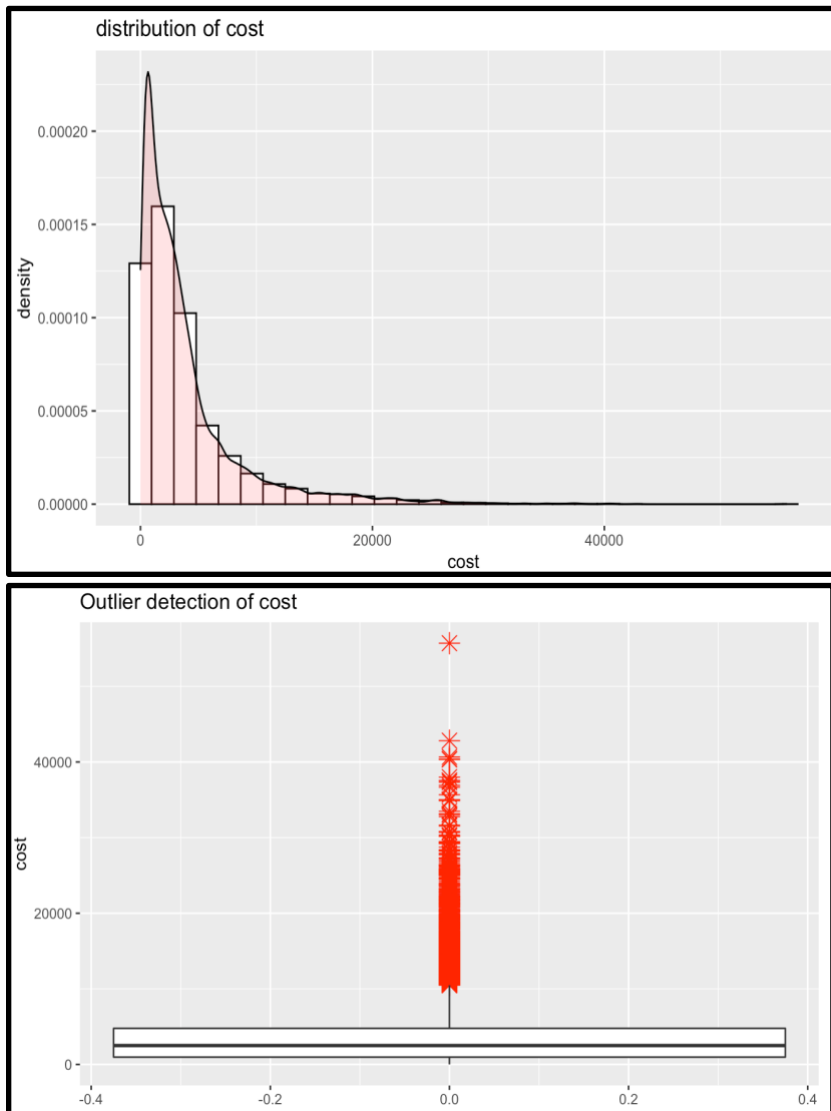 distribution of cost
0.00020
0.00015
0.00010
0.00005
0.00000
density
0 20000 40000
cost
Outlier detection of cost
40000
20000
0
cost
-0.4 -0.2 0.0 0.2 0.4